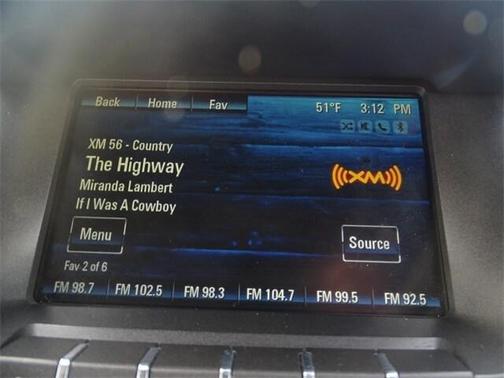 Back Home Fav 51°F 3:12 PM
XM 56 - Country
The Highway
Miranda Lambert
If I Was A Cowboy
((XM))
Menu
Source
Fav 2 of 6
FM 98.7 FM 102.5 FM 98.3 FM 104.7 FM 99.5 FM 92.5